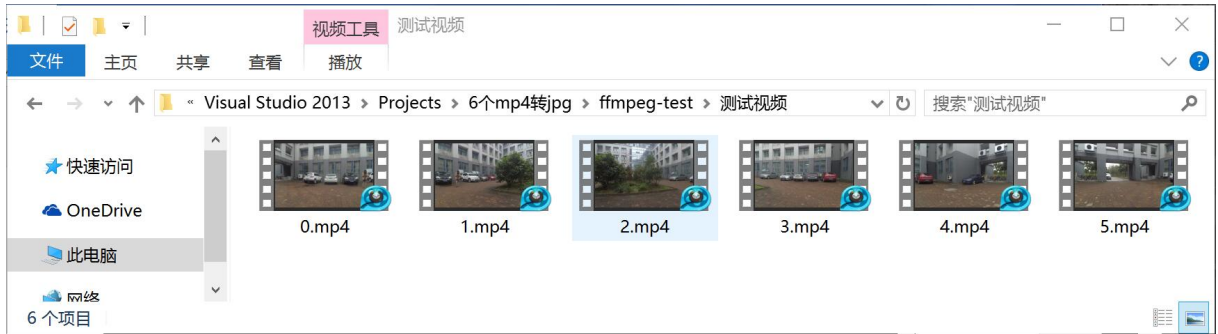 视频工具 测试视频
文件 主页 共享 查看 播放
« Visual Studio 2013 › Projects › 6个mp4转jpg › ffmpeg-test › 测试视频 搜索"测试视频"
快速访问
OneDrive
此电脑
网络
0.mp4 1.mp4 2.mp4 3.mp4 4.mp4 5.mp4
6 个项目